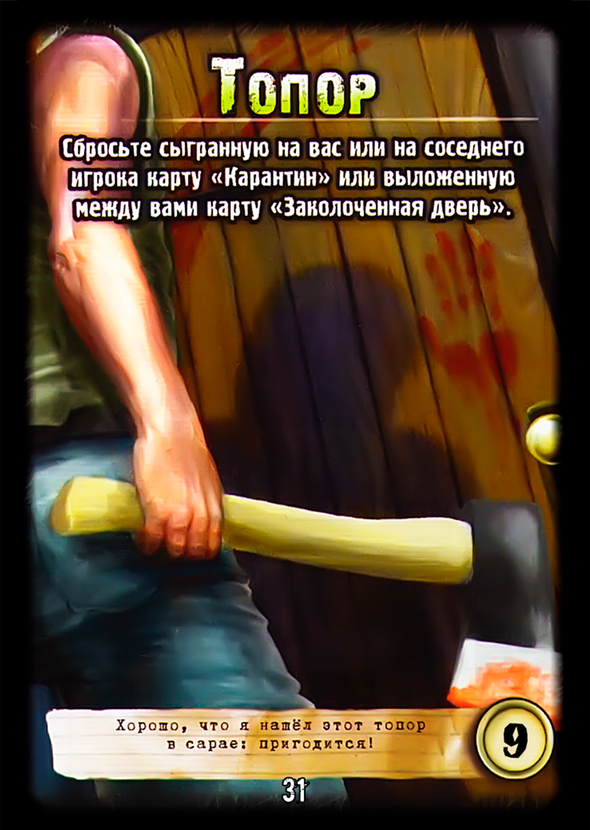 Топор
Сбросьте сыгранную на вас или на соседнего
игрока карту «Карантин» или выложенную
между вами карту «Заколоченная дверь».
Хорошо, что я нашёл этот топор
в сарае: пригодится!
9
31